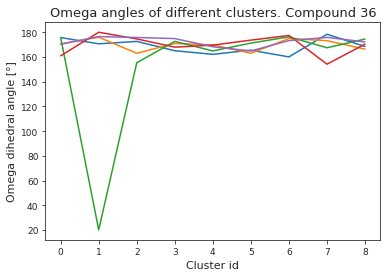 Omega angles of different clusters. Compound 36
180
160
140
120
100
80
60
40
20
Omega dihedral angle [°]
0 1 2 3 4 5 6 7 8
Cluster id